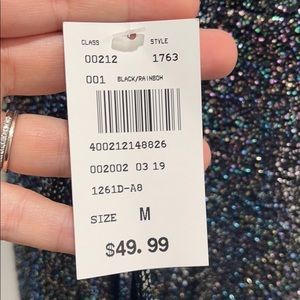 CLASS STYLE
00212 1763
001 BLACK/RAINBOW
400212148826
002002 03 19
1261D-A8
SIZE M
$49.99